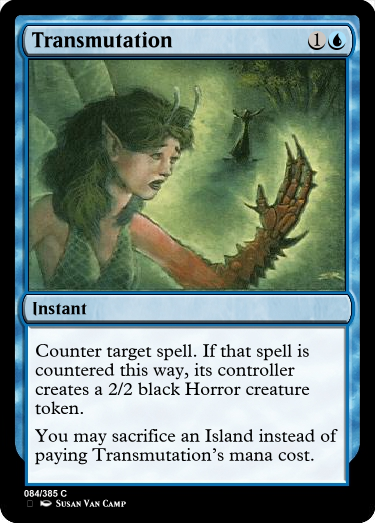 Transmutation 1
Instant
Counter target spell. If that spell is
countered this way, its controller
creates a 2/2 black Horror creature
token.
You may sacrifice an Island instead of
paying Transmutation's mana cost.
084/385 C
Susan Van Camp